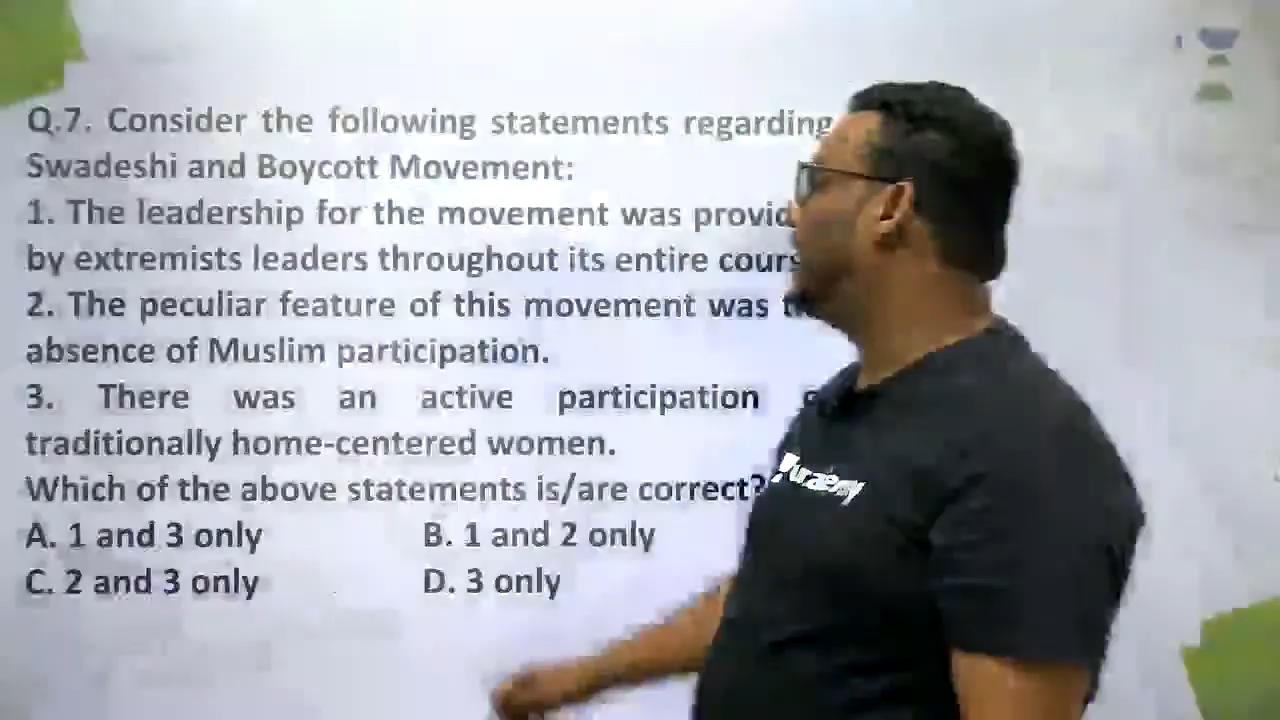 Q.7. Consider the following statements regarding
Swadeshi and Boycott Movement:
1. The leadership for the movement was
by extremists leaders throughout its entire
2. The peculiar feature of this movement was
absence of Muslim participation.
3. There was an active participation
traditionally home-centered women.
Which of the above statements is/are correct?
A. 1 and 3 only
B. 1 and 2 only
C. 2 and 3 only
D. 3 only